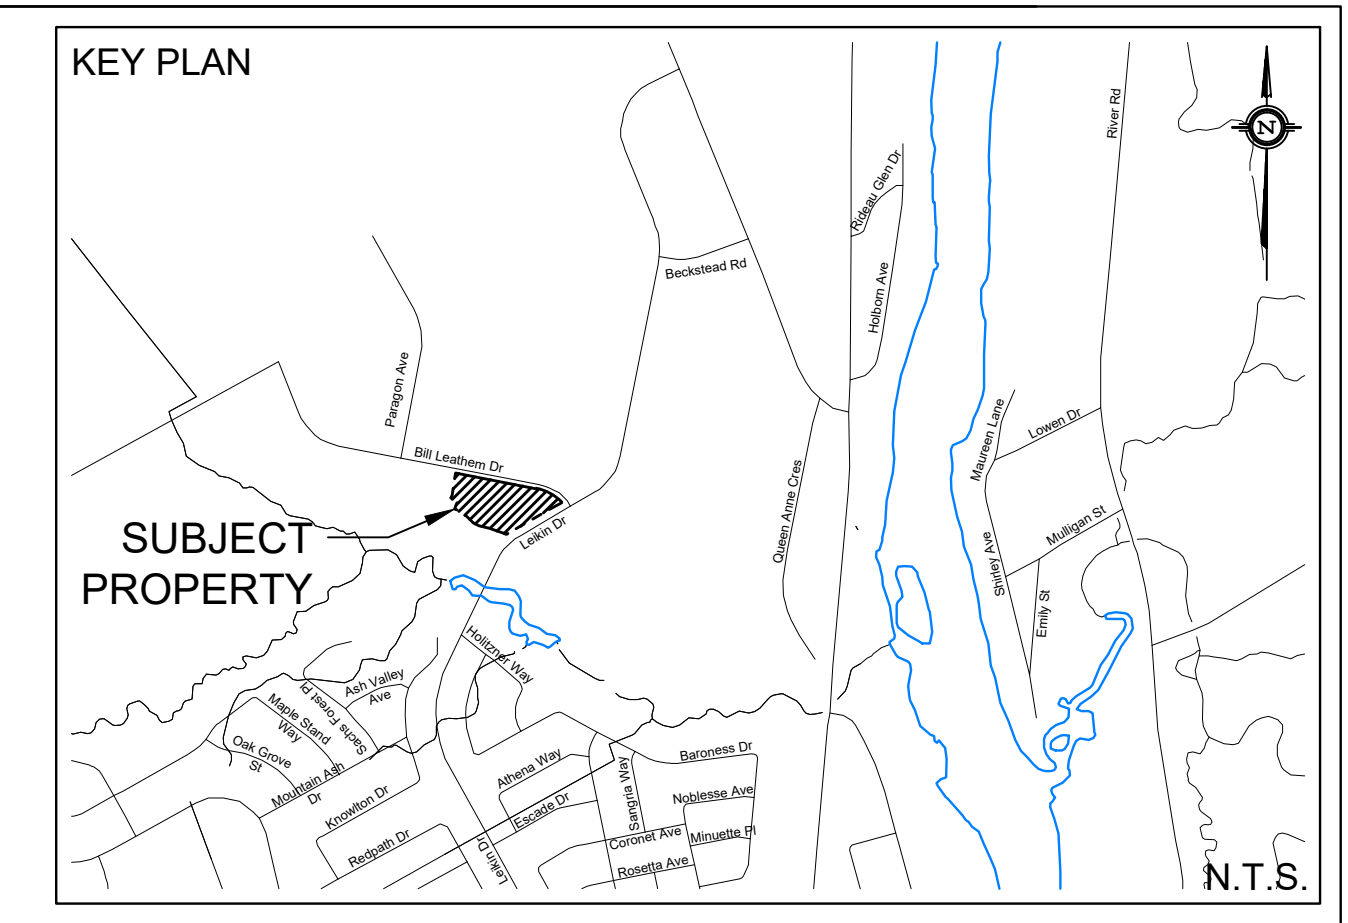 KEY PLAN
N
River Rd
Rideau Glen Dr
Beckstead Rd
Holborn Ave
Paragon Ave
Bill Leathem Dr
Maureen Lane
Lowen Dr
Queen Anne Cres
SUBJECT
PROPERTY
Leikin Dr
Mulligan St
Shirley Ave
Emily St
Holitzner Way
Ash Valley
Ave
Sachs Forest Pl
Maple Stand
Way
Oak Grove
St
Mountain Ash
Dr
Baroness Dr
Athena Way
Sangria Way
Knowlton Dr
Escade Dr
Noblesse Ave
Redpath Dr
Leikin Dr
Coronet Ave
Minuette Pl
Rosetta Ave
N.T.S.